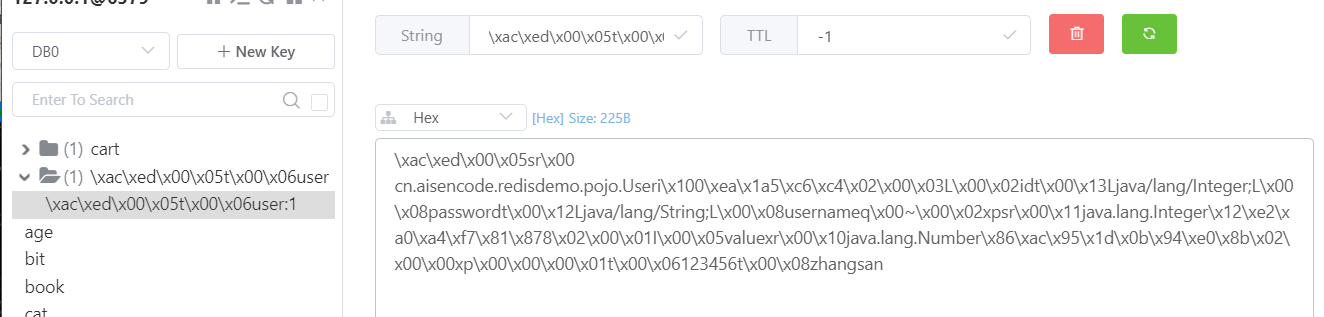 127.0.0.1@6379
DB0
+ New Key
Enter To Search
(1) cart
(1) \xac\xed\x00\x05t\x00\x06user
\xac\xed\x00\x05t\x00\x06user:1
age
bit
book
cat
String
\xac\xed\x00\x05t\x00\x0
TTL
-1
Hex
[Hex] Size: 225B
\xac\xed\x00\x05sr\x00
cn.aisencode.redisdemo.pojo.Useri\x100\xea\x1a5\xc6\xc4\x02\x00\x03L\x00\x02idt\x00\x13Ljava/lang/Integer;L\x00
\x08passwordt\x00\x12Ljava/lang/String;L\x00\x08usernameq\x00~\x00\x02xpsr\x00\x11java.lang.Integer\x12\xe2\x
a0\xa4\xf7\x81\x878\x02\x00\x01I\x00\x05valuexr\x00\x10java.lang.Number\x86\xac\x95\x1d\x0b\x94\xe0\x8b\x02\
x00\x00xp\x00\x00\x00\x01t\x00\x06123456t\x00\x08zhangsan